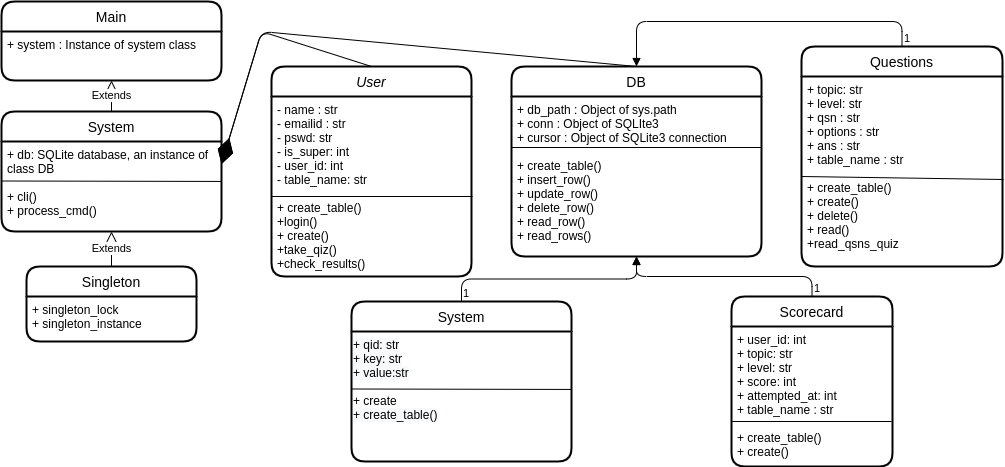 Main
+ system : Instance of system class
Extends
System
+ db: SQLite database, an instance of
class DB
+ cli()
+ process_cmd()
Extends
Singleton
+ singleton_lock
+ singleton_instance
User
- name : str
- emailid : str
- pswd: str
- is_super: int
- user_id: int
- table_name: str
+ create_table()
+login()
+ create()
+take_qiz()
+check_results()
DB
+ db_path : Object of sys.path
+ conn : Object of SQLIte3
+ cursor : Object of SQLite3 connection
+ create_table()
+ insert_row()
+ update_row()
+ delete_row()
+ read_row()
+ read_rows()
1
Questions
+ topic: str
+ level: str
+ qsn : str
+ options : str
+ ans : str
+ table_name : str
+ create_table()
+ create()
+ delete()
+ read()
+read_qsns_quiz
1
System
+ qid: str
+ key: str
+ value:str
+ create
+ create_table()
1
Scorecard
+ user_id: int
+ topic: str
+ level: str
+ score: int
+ attempted_at: int
+ table_name : str
+ create_table()
+ create()